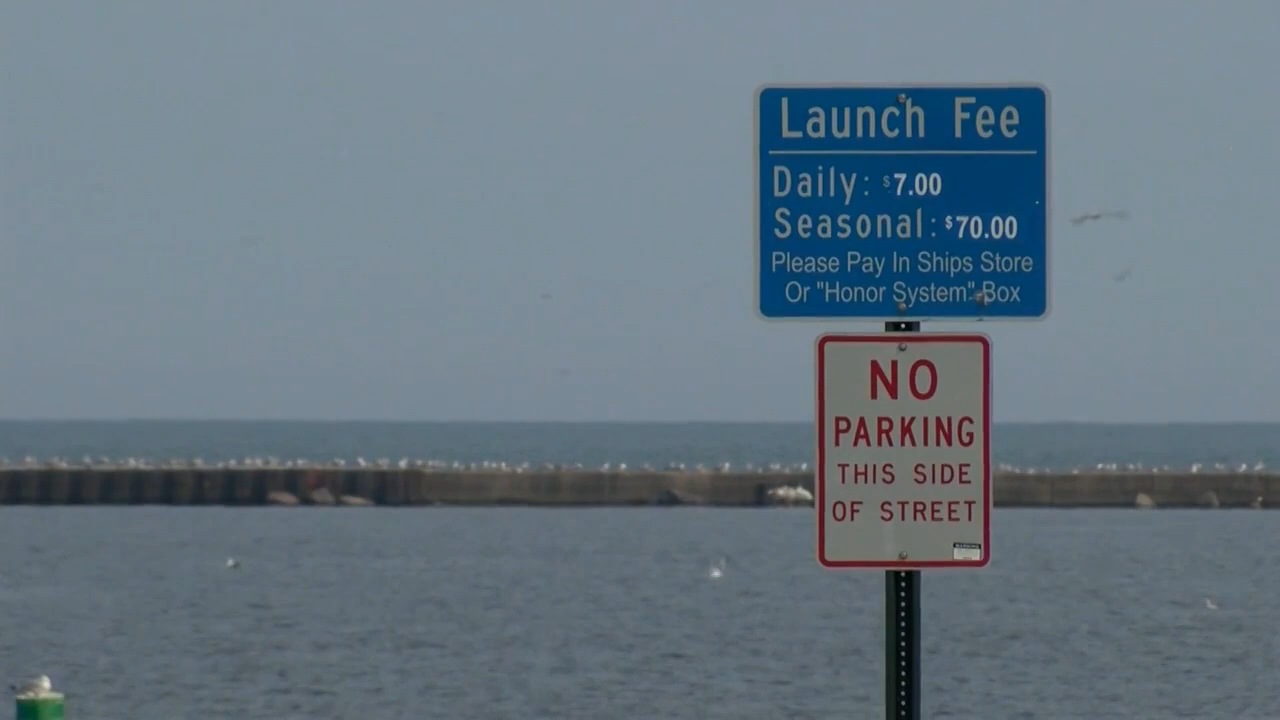 Launch Fee
Daily: $7.00
Seasonal: $70.00
Please Pay In Ships Store
Or "Honor System" Box
NO
PARKING
THIS SIDE
OF STREET